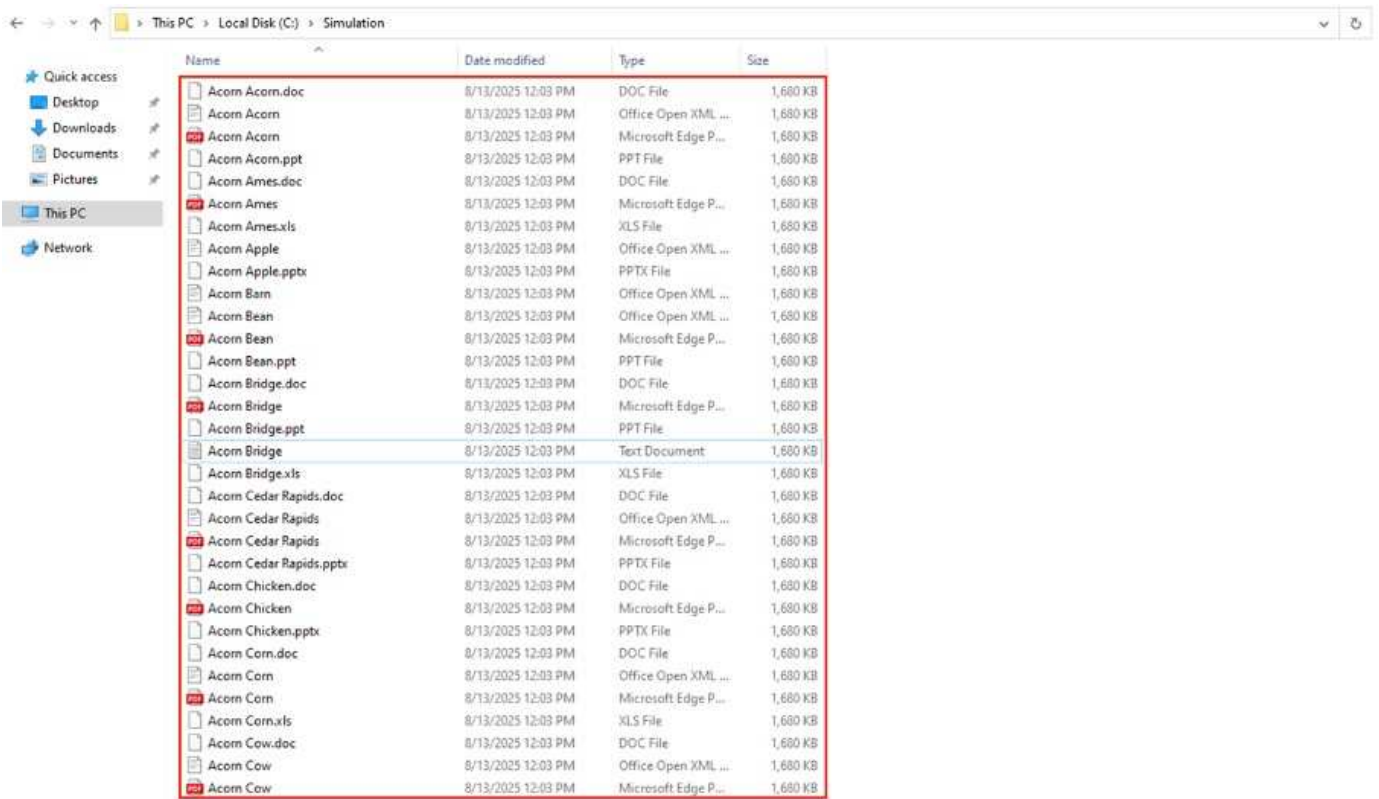 This PC > Local Disk (C:) > Simulation
Name Date modified Type Size
Quick access
Desktop
Downloads
Documents
Pictures
This PC
Network
Acorn Acorn.doc 8/13/2025 12:03 PM DOC File 1,680 KB
Acorn Acorn 8/13/2025 12:03 PM Office Open XML ... 1,680 KB
PDF Acorn Acorn 8/13/2025 12:03 PM Microsoft Edge P... 1,680 KB
Acorn Acorn.ppt 8/13/2025 12:03 PM PPT File 1,680 KB
Acorn Ames.doc 8/13/2025 12:03 PM DOC File 1,680 KB
PDF Acorn Ames 8/13/2025 12:03 PM Microsoft Edge P... 1,680 KB
Acorn Ames.xls 8/13/2025 12:03 PM XLS File 1,680 KB
Acorn Apple 8/13/2025 12:03 PM Office Open XML ... 1,680 KB
Acorn Apple.pptx 8/13/2025 12:03 PM PPTX File 1,680 KB
Acorn Barn 8/13/2025 12:03 PM Office Open XML ... 1,680 KB
Acorn Bean 8/13/2025 12:03 PM Office Open XML ... 1,680 KB
PDF Acorn Bean 8/13/2025 12:03 PM Microsoft Edge P... 1,680 KB
Acorn Bean.ppt 8/13/2025 12:03 PM PPT File 1,680 KB
Acorn Bridge.doc 8/13/2025 12:03 PM DOC File 1,680 KB
PDF Acorn Bridge 8/13/2025 12:03 PM Microsoft Edge P... 1,680 KB
Acorn Bridge.ppt 8/13/2025 12:03 PM PPT File 1,680 KB
Acorn Bridge 8/13/2025 12:03 PM Text Document 1,680 KB
Acorn Bridge.xls 8/13/2025 12:03 PM XLS File 1,680 KB
Acorn Cedar Rapids.doc 8/13/2025 12:03 PM DOC File 1,680 KB
Acorn Cedar Rapids 8/13/2025 12:03 PM Office Open XML ... 1,680 KB
PDF Acorn Cedar Rapids 8/13/2025 12:03 PM Microsoft Edge P... 1,680 KB
Acorn Cedar Rapids.pptx 8/13/2025 12:03 PM PPTX File 1,680 KB
Acorn Chicken.doc 8/13/2025 12:03 PM DOC File 1,680 KB
PDF Acorn Chicken 8/13/2025 12:03 PM Microsoft Edge P... 1,680 KB
Acorn Chicken.pptx 8/13/2025 12:03 PM PPTX File 1,680 KB
Acorn Corn.doc 8/13/2025 12:03 PM DOC File 1,680 KB
Acorn Corn 8/13/2025 12:03 PM Office Open XML ... 1,680 KB
PDF Acorn Corn 8/13/2025 12:03 PM Microsoft Edge P... 1,680 KB
Acorn Corn.xls 8/13/2025 12:03 PM XLS File 1,680 KB
Acorn Cow.doc 8/13/2025 12:03 PM DOC File 1,680 KB
Acorn Cow 8/13/2025 12:03 PM Office Open XML ... 1,680 KB
PDF Acorn Cow 8/13/2025 12:03 PM Microsoft Edge P... 1,680 KB